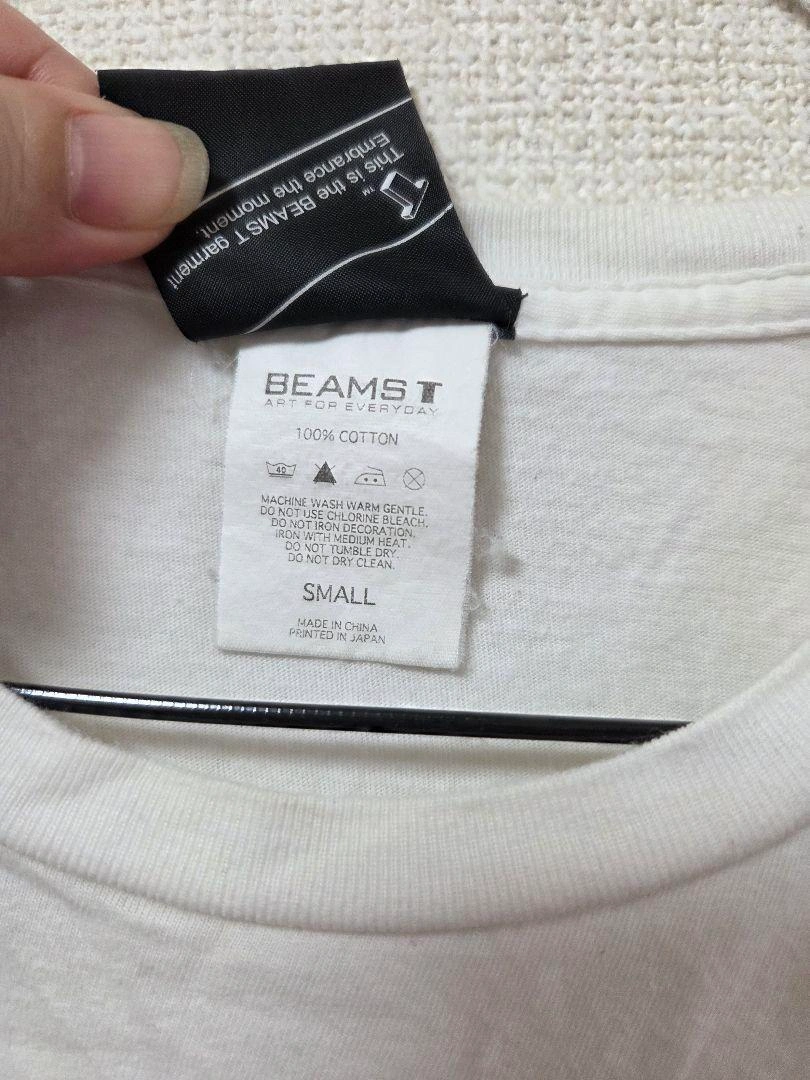 This is the BEAMS T garment
Embrance the moment.
TM
BEAMS T
ART FOR EVERYDAY
100% COTTON
40
MACHINE WASH WARM GENTLE.
DO NOT USE CHLORINE BLEACH.
DO NOT IRON DECORATION.
IRON WITH MEDIUM HEAT.
DO NOT TUMBLE DRY.
DO NOT DRY CLEAN.
SMALL
MADE IN CHINA
PRINTED IN JAPAN